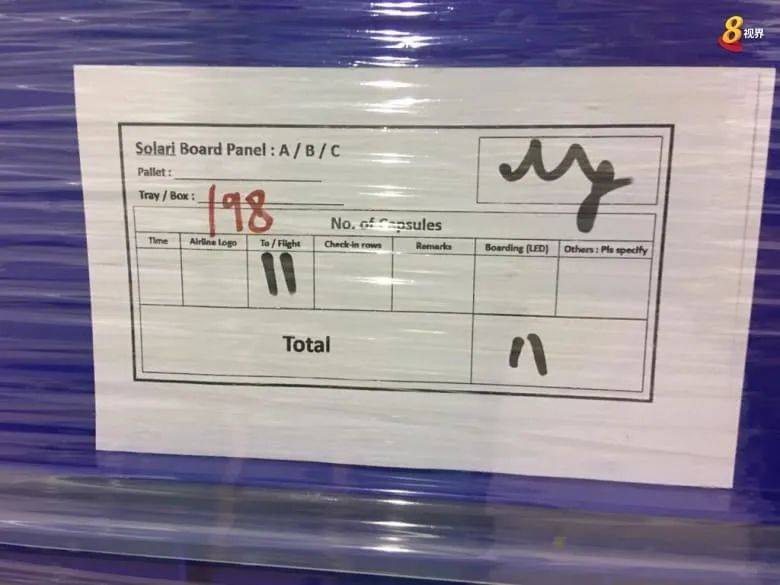 8视界
Solari Board Panel : A / B / C
Pallet :
Tray / Box : 198
No. of Capsules
Time Airline Logo To / Flight Check-in rows Remarks Boarding (LED) Others : Pls specify
11
Total 11